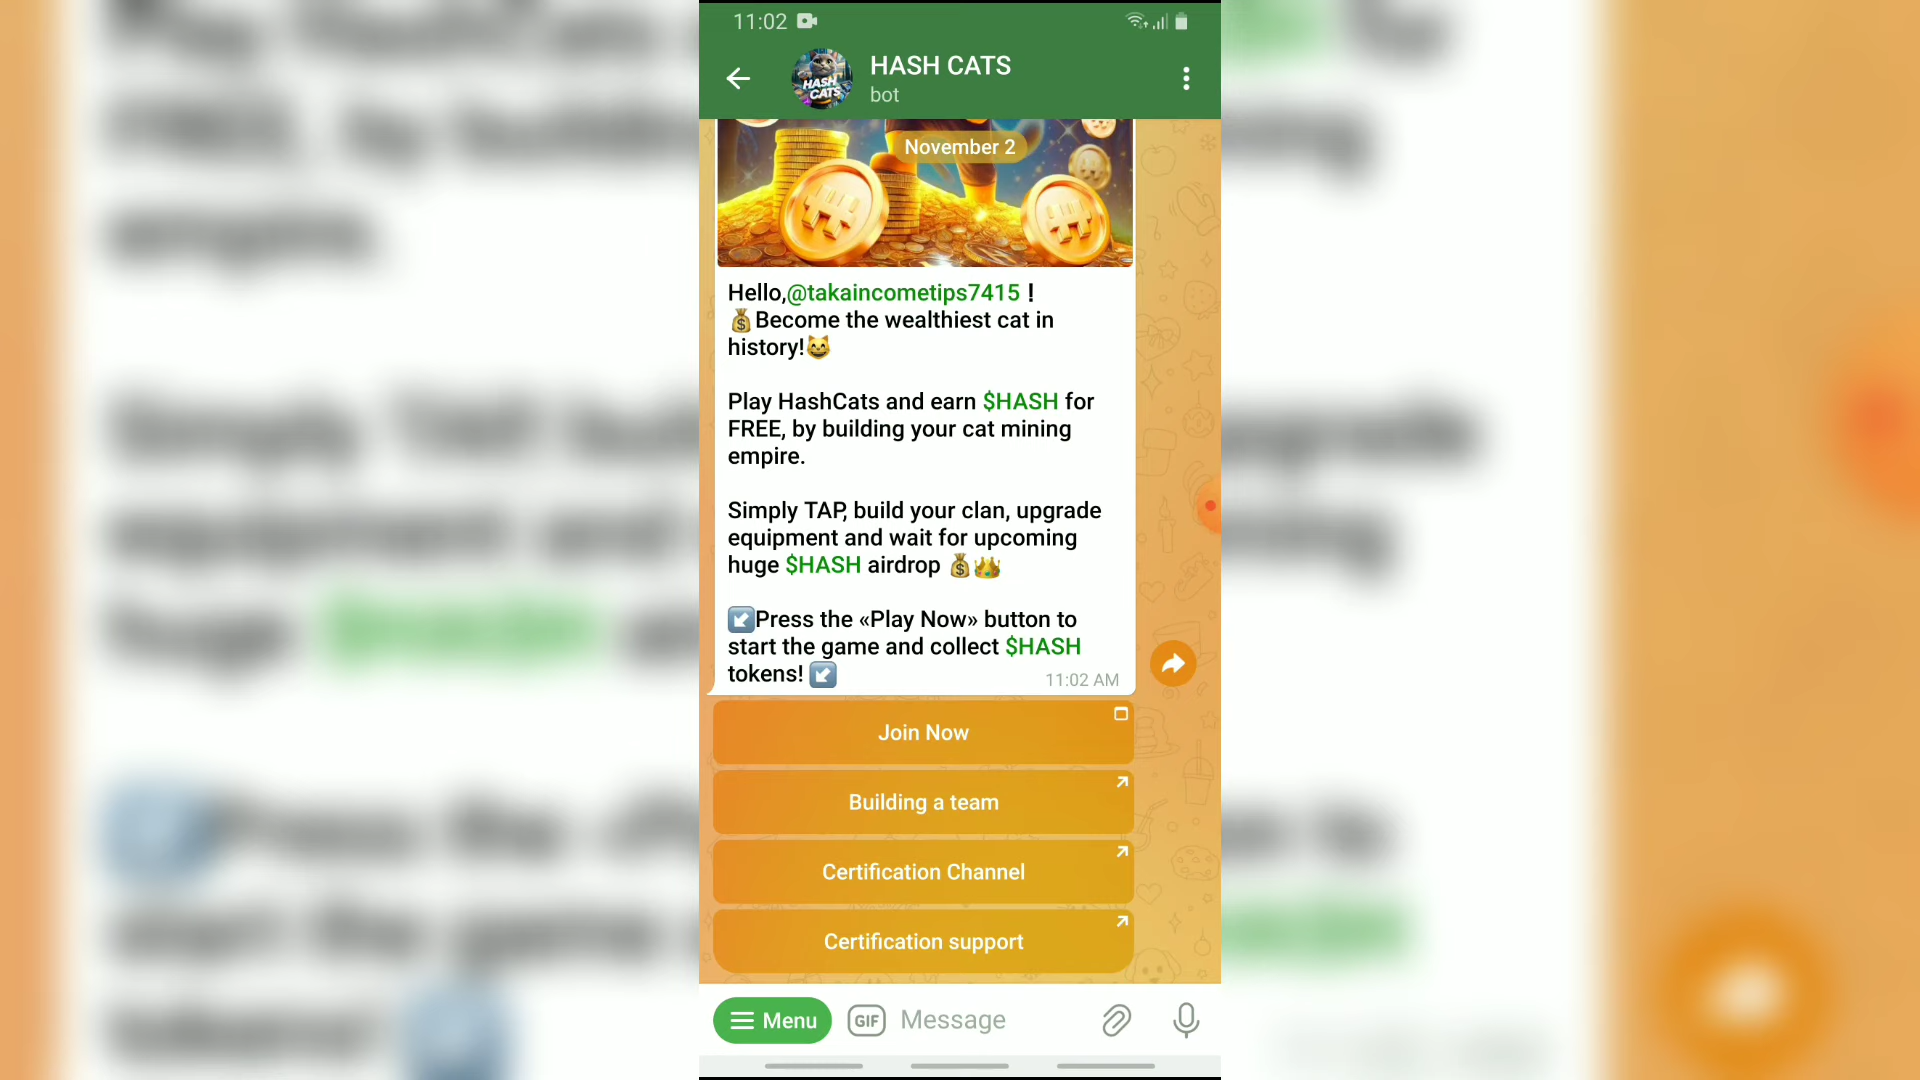 11:02
HASH CATS
bot
HASH
CATS
November 2
Hello,@takaincometips7415 !
💰Become the wealthiest cat in
history!😸
Play HashCats and earn $HASH for
FREE, by building your cat mining
empire.
Simply TAP, build your clan, upgrade
equipment and wait for upcoming
huge $HASH airdrop 💰👑
↙️Press the «Play Now» button to
start the game and collect $HASH
tokens! ↙️
11:02 AM
Join Now
Building a team
Certification Channel
Certification support
Menu
GIF
Message